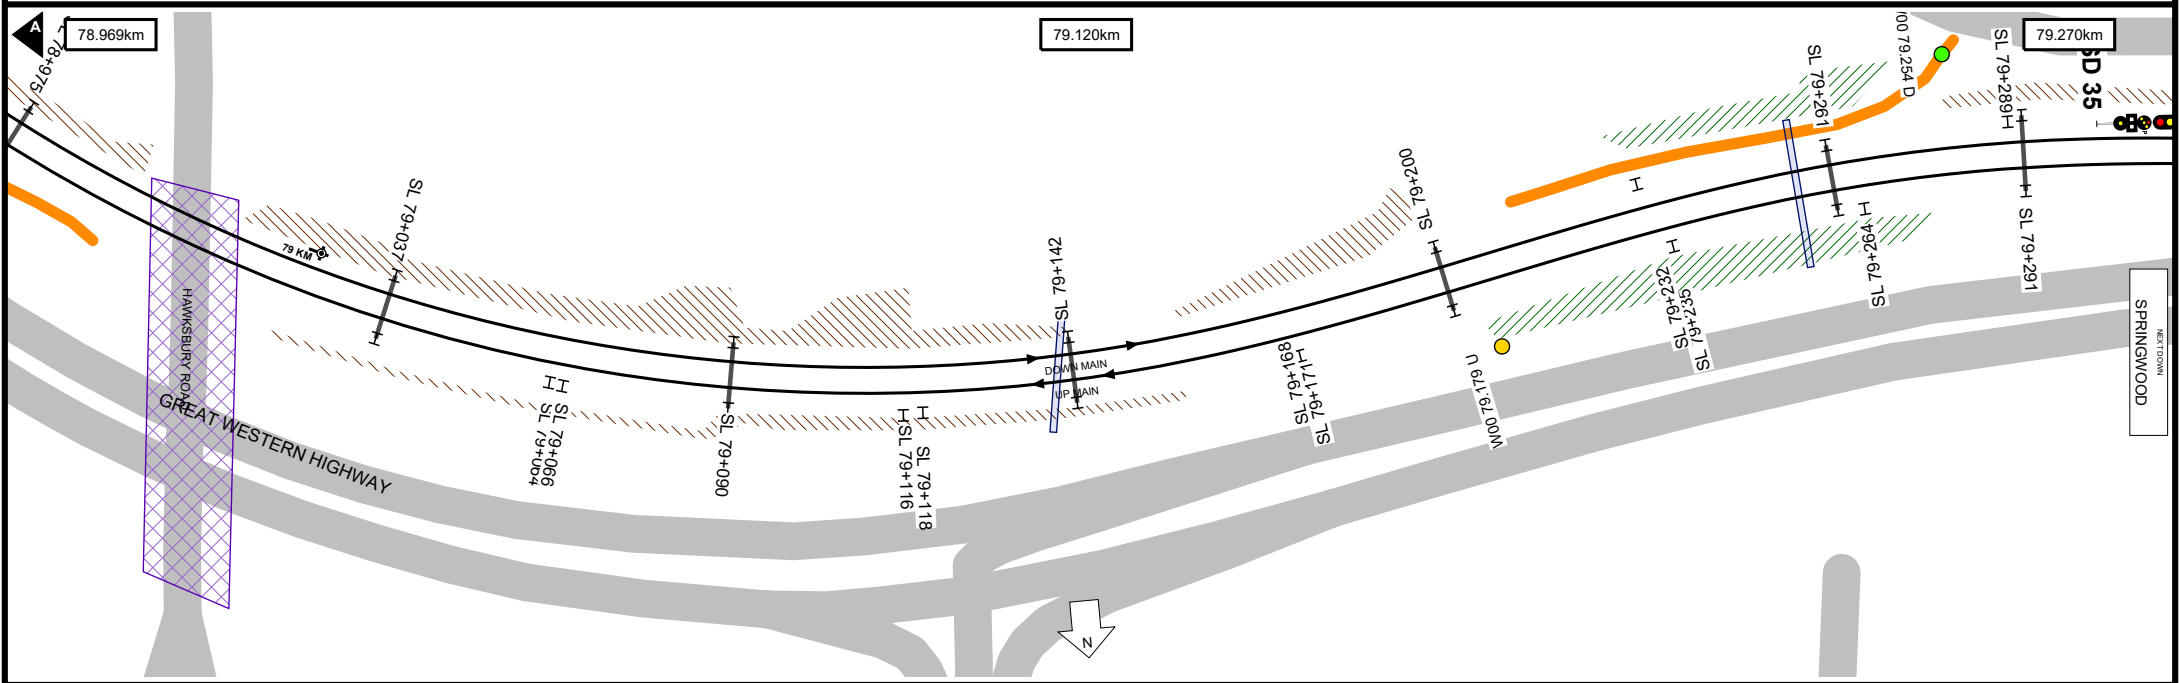 A
78.969km
79.120km
79.270km
SL 78+975
HAWKSBURY ROAD
79 KM
SL 79+037
GREAT WESTERN HIGHWAY
SL 79+064
SL 79+066
SL 79+090
SL 79+116
SL 79+118
SL 79+142
DOWN MAIN
UP MAIN
N
SL 79+168
SL 79+171
SL 79+200
W00 79.179 U
SL 79+232
SL 79+235
SL 79+261
SL 79+264
00 79.254 D
SL 79+289
SL 79+291
SD 35
P
NEXT DOWN
SPRINGWOOD